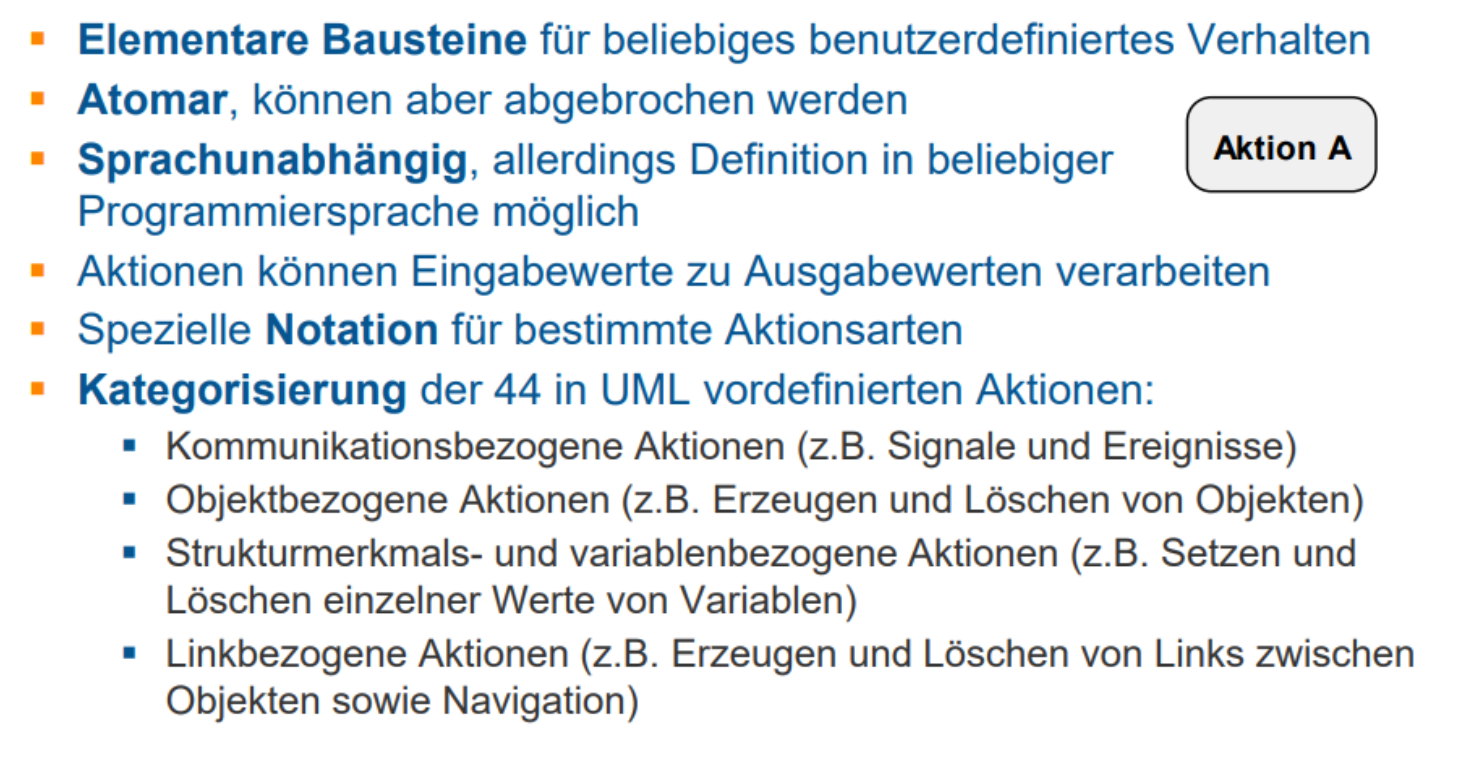 Elementare Bausteine für beliebiges benutzerdefiniertes Verhalten
Atomar, können aber abgebrochen werden
Aktion A
Sprachunabhängig, allerdings Definition in beliebiger
Programmiersprache möglich
Aktionen können Eingabewerte zu Ausgabewerten verarbeiten
Spezielle Notation für bestimmte Aktionsarten
Kategorisierung der 44 in UML vordefinierten Aktionen:
Kommunikationsbezogene Aktionen (z.B. Signale und Ereignisse)
Objektbezogene Aktionen (z.B. Erzeugen und Löschen von Objekten)
Strukturmerkmals- und variablenbezogene Aktionen (z.B. Setzen und
Löschen einzelner Werte von Variablen)
Linkbezogene Aktionen (z.B. Erzeugen und Löschen von Links zwischen
Objekten sowie Navigation)